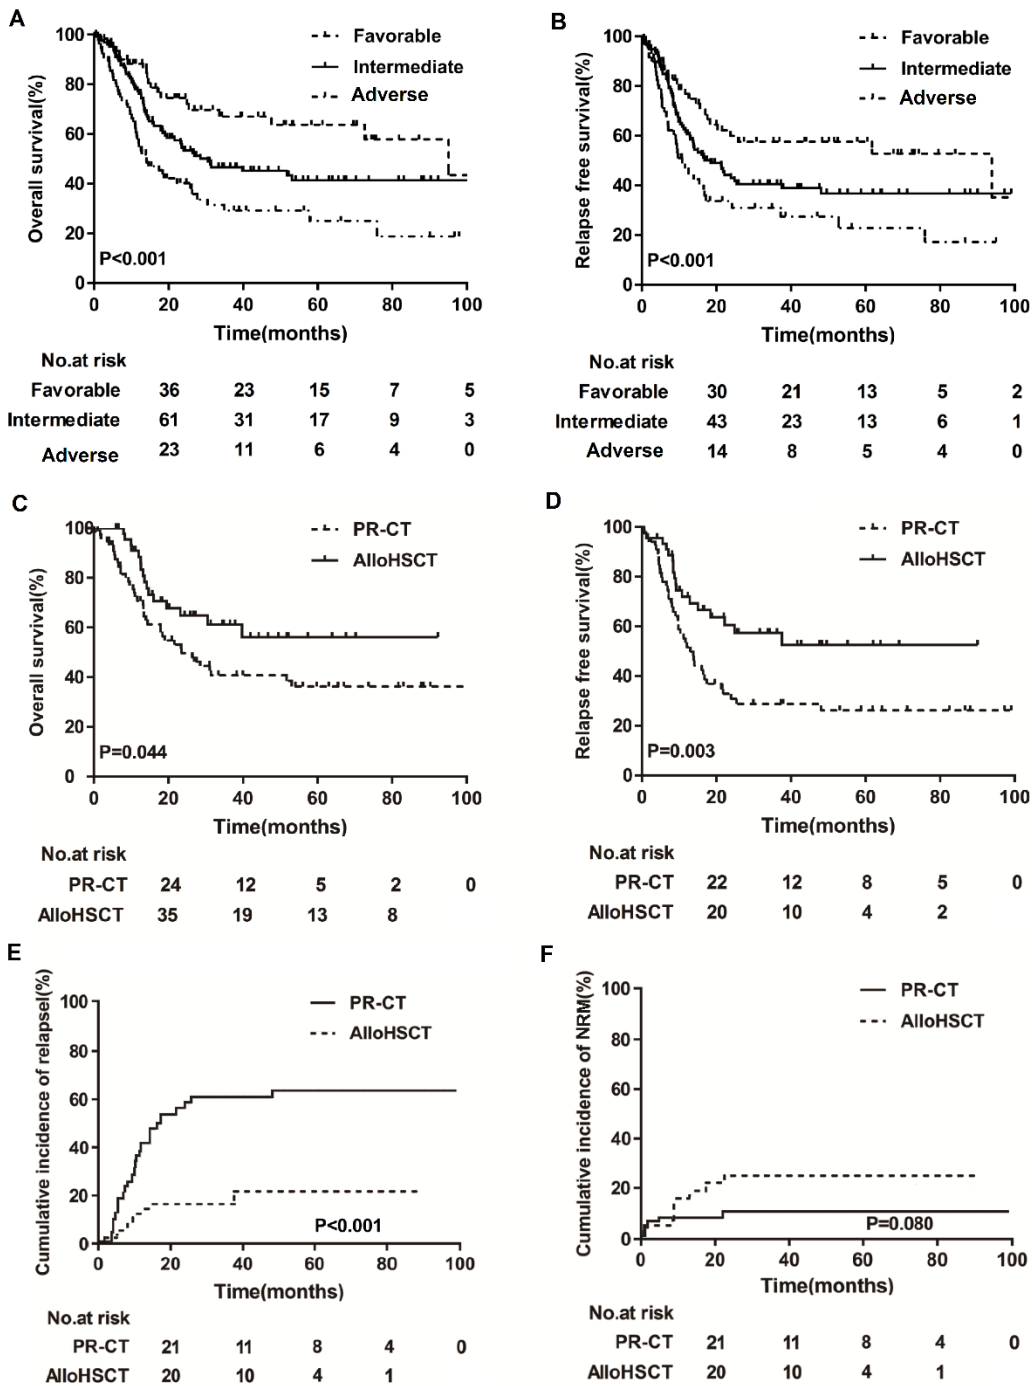 A
Overall survival(%)
100
80
60
40
20
0
Favorable
Intermediate
Adverse
P<0.001
0 20 40 60 80 100
Time(months)
No.at risk
Favorable 36 23 15 7 5
Intermediate 61 31 17 9 3
Adverse 23 11 6 4 0
B
Relapse free survival(%)
100
80
60
40
20
0
Favorable
Intermediate
Adverse
P<0.001
0 20 40 60 80 100
Time(months)
No.at risk
Favorable 30 21 13 5 2
Intermediate 43 23 13 6 1
Adverse 14 8 5 4 0
C
Overall survival(%)
100
80
60
40
20
0
PR-CT
AlloHSCT
P=0.044
0 20 40 60 80 100
Time(months)
No.at risk
PR-CT 24 12 5 2 0
AlloHSCT 35 19 13 8
D
Relapse free survival(%)
100
80
60
40
20
0
PR-CT
AlloHSCT
P=0.003
0 20 40 60 80 100
Time(months)
No.at risk
PR-CT 22 12 8 5 0
AlloHSCT 20 10 4 2
E
Cumulative incidence of relapsel(%)
100
80
60
40
20
0
PR-CT
AlloHSCT
P<0.001
0 20 40 60 80 100
Time(months)
No.at risk
PR-CT 21 11 8 4 0
AlloHSCT 20 10 4 1
F
Cumulative incidence of NRM(%)
100
80
60
40
20
0
PR-CT
AlloHSCT
P=0.080
0 20 40 60 80 100
Time(months)
No.at risk
PR-CT 21 11 8 4 0
AlloHSCT 20 10 4 1